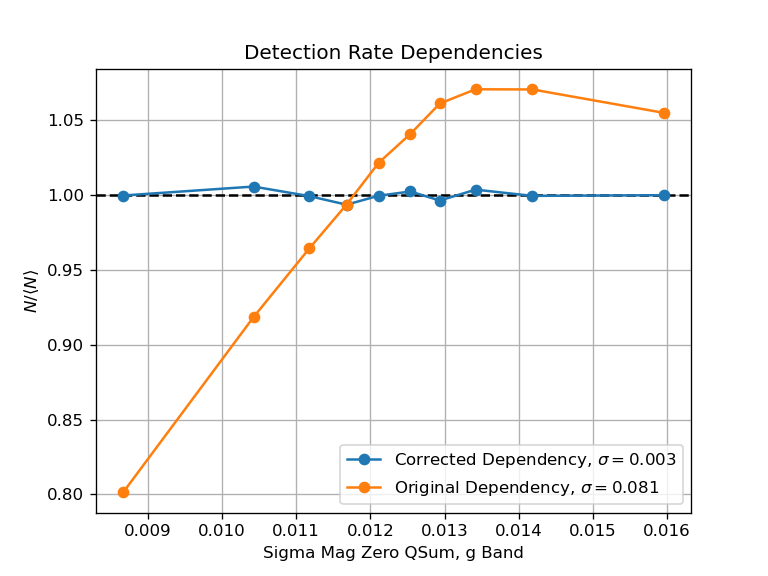 Detection Rate Dependencies
1.05
1.00
0.95
0.90
0.85
0.80
N/⟨N⟩
Corrected Dependency, σ = 0.003
Original Dependency, σ = 0.081
0.009 0.010 0.011 0.012 0.013 0.014 0.015 0.016
Sigma Mag Zero QSum, g Band